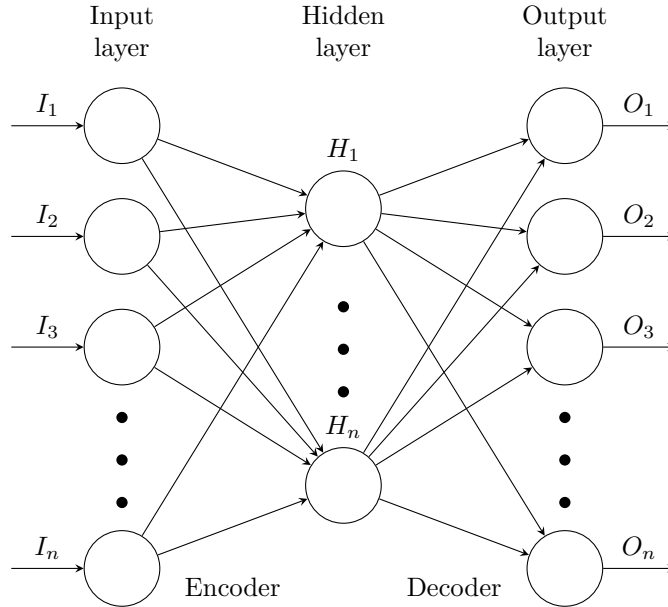 Input
layer
Hidden
layer
Output
layer
I₁
I₂
I₃
Iₙ
H₁
Hₙ
O₁
O₂
O₃
Oₙ
Encoder
Decoder